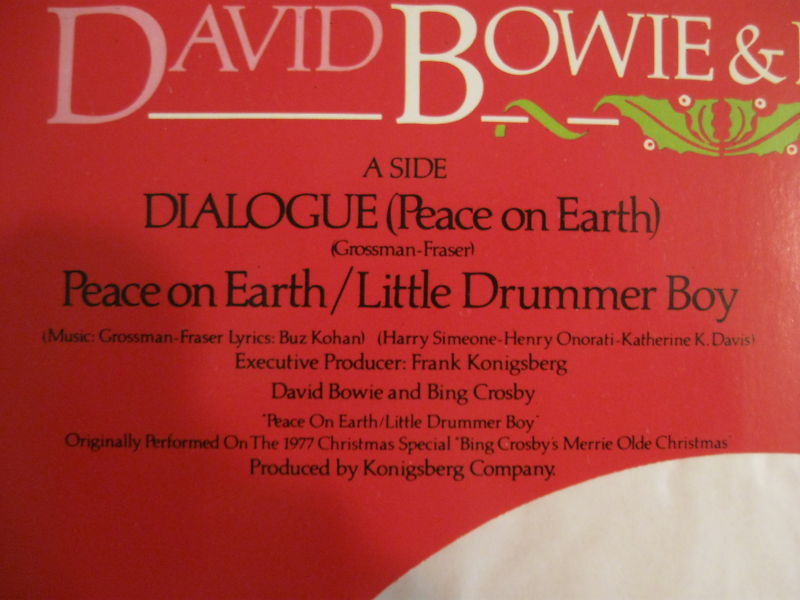 DAVID BOWIE &
A SIDE
DIALOGUE (Peace on Earth)
(Grossman-Fraser)
Peace on Earth / Little Drummer Boy
(Music: Grossman-Fraser Lyrics: Buz Kohan) (Harry Simeone-Henry Onorati-Katherine K. Davis)
Executive Producer: Frank Konigsberg
David Bowie and Bing Crosby
"Peace On Earth/Little Drummer Boy"
Originally Performed On The 1977 Christmas Special "Bing Crosby's Merrie Olde Christmas"
Produced by Konigsberg Company.